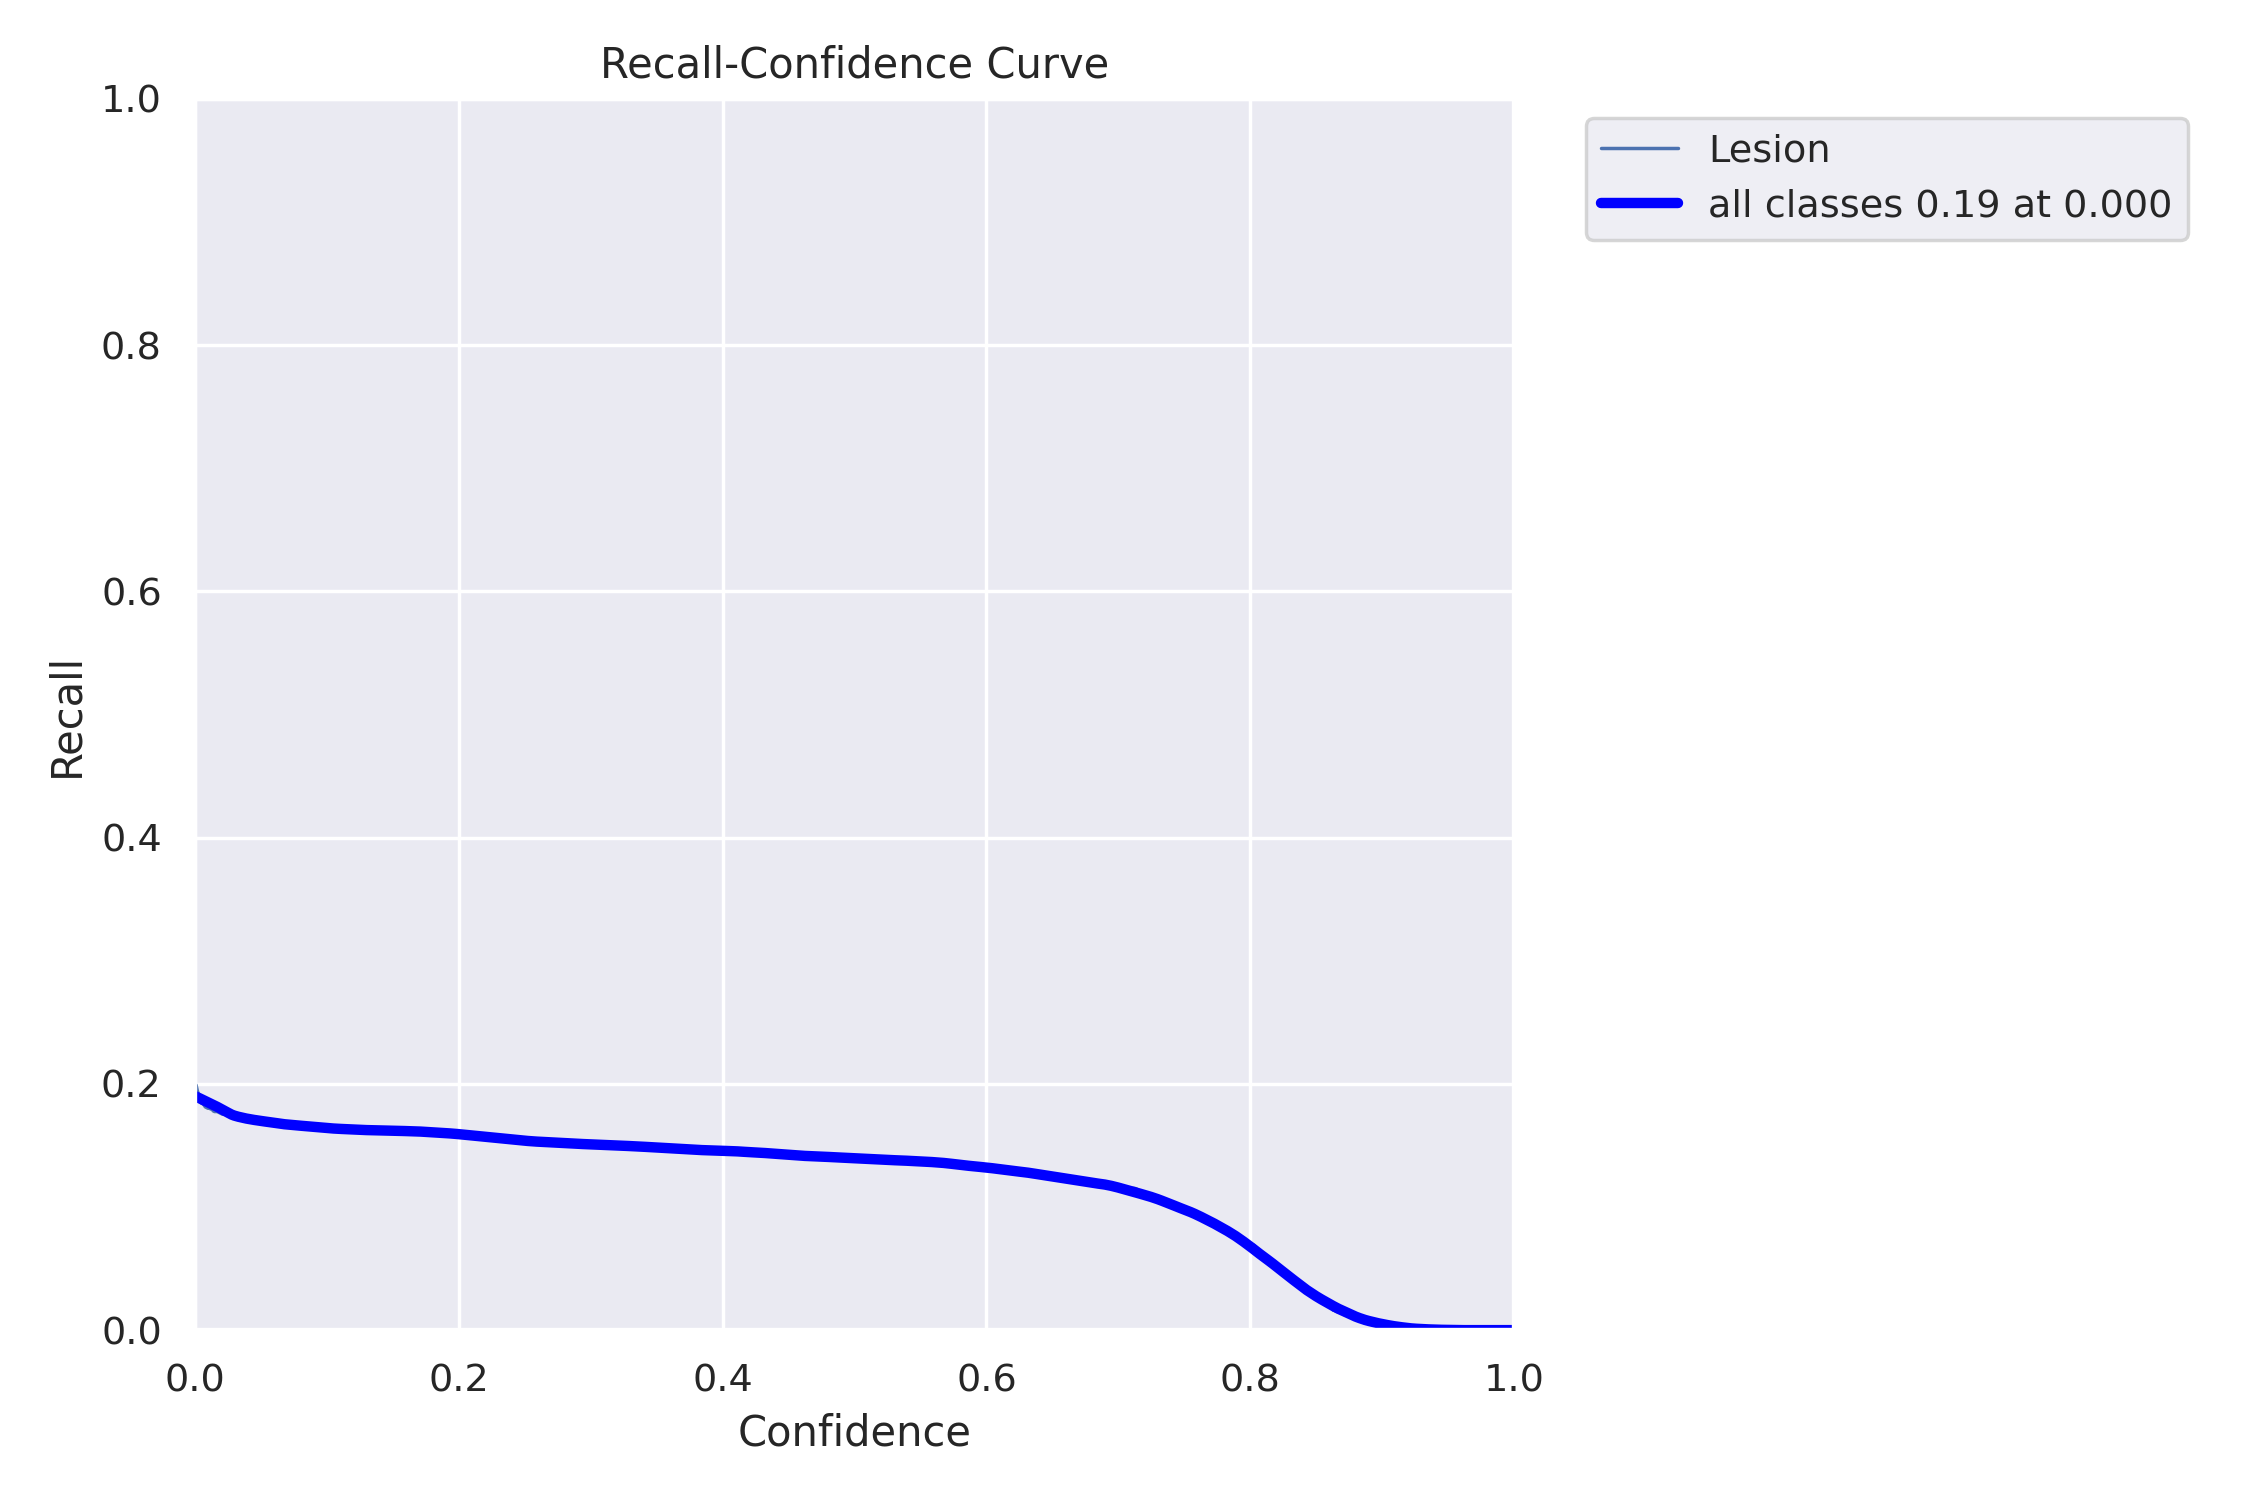 Recall-Confidence Curve
1.0
0.8
0.6
0.4
0.2
0.0
Recall
0.0 0.2 0.4 0.6 0.8 1.0
Confidence
Lesion
all classes 0.19 at 0.000